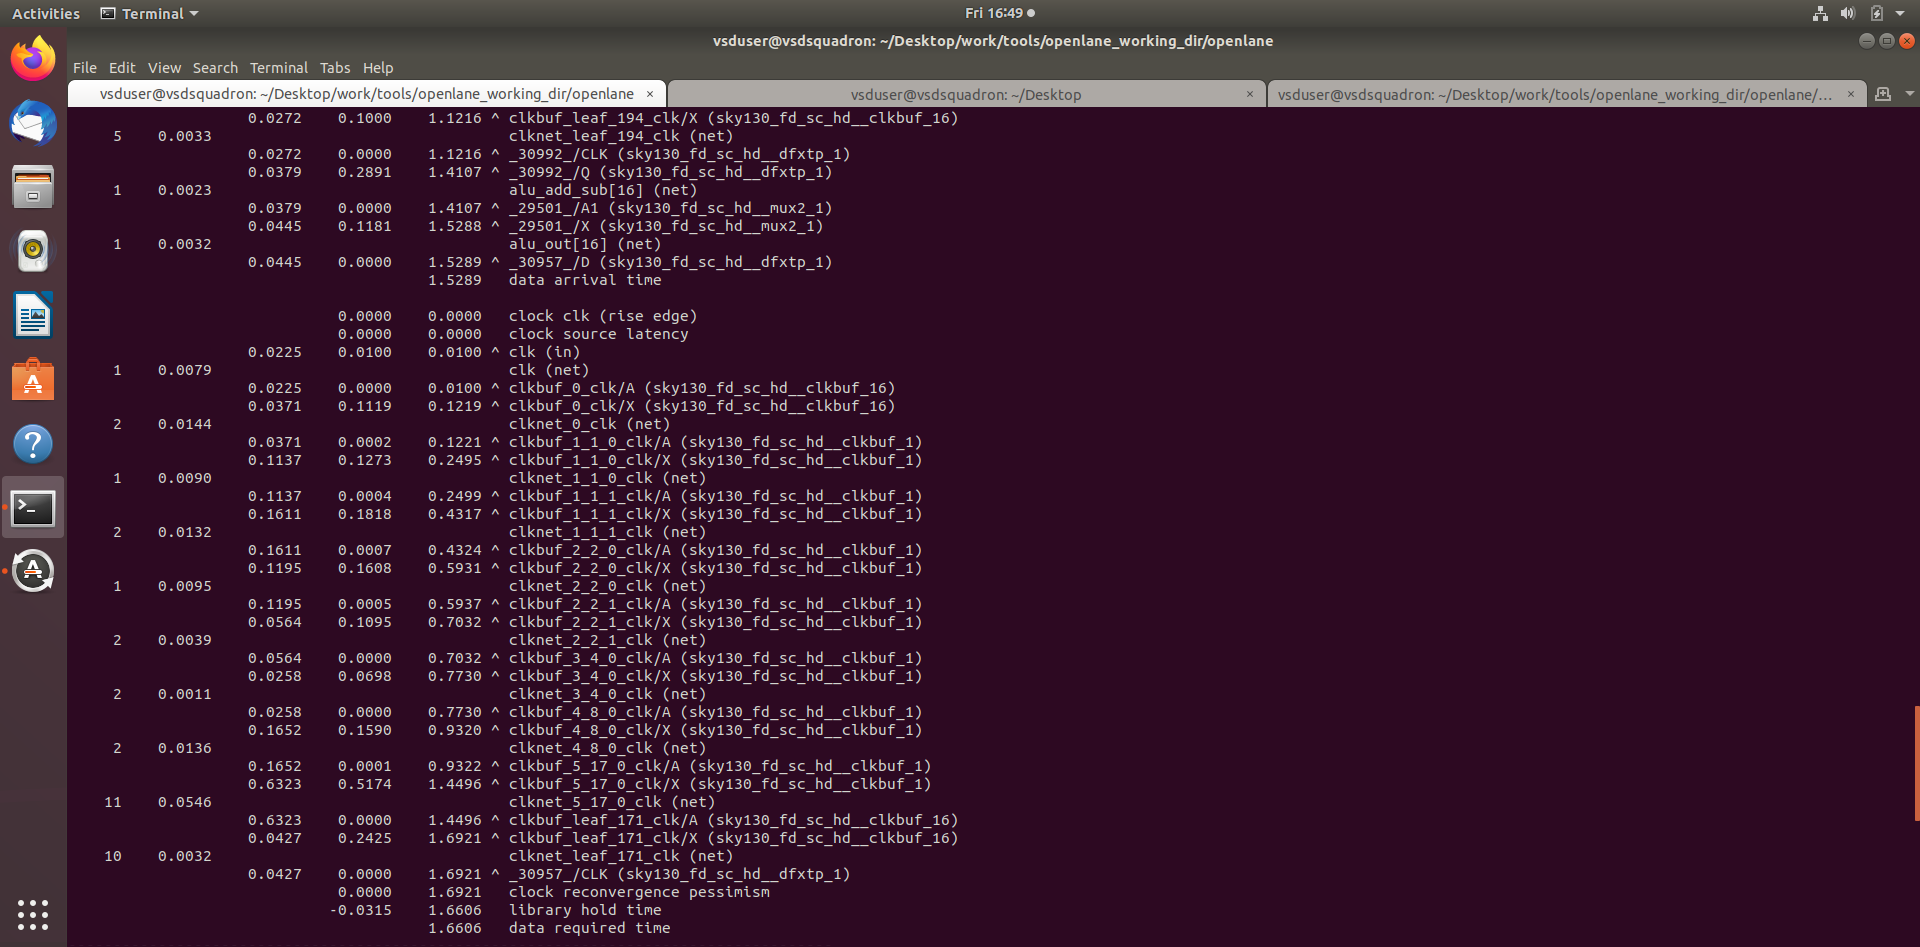 Activities Terminal Fri 16:49
vsduser@vsdsquadron: ~/Desktop/work/tools/openlane_working_dir/openlane
File Edit View Search Terminal Tabs Help
vsduser@vsdsquadron: ~/Desktop/work/tools/openlane_working_dir/openlane × vsduser@vsdsquadron: ~/Desktop × vsduser@vsdsquadron: ~/Desktop/work/tools/openlane_working_dir/openlane/... ×
0.0272 0.1000 1.1216 ^ clkbuf_leaf_194_clk/X (sky130_fd_sc_hd__clkbuf_16)
5 0.0033 clknet_leaf_194_clk (net)
0.0272 0.0000 1.1216 ^ _30992_/CLK (sky130_fd_sc_hd__dfxtp_1)
0.0379 0.2891 1.4107 ^ _30992_/Q (sky130_fd_sc_hd__dfxtp_1)
1 0.0023 alu_add_sub[16] (net)
0.0379 0.0000 1.4107 ^ _29501_/A1 (sky130_fd_sc_hd__mux2_1)
0.0445 0.1181 1.5288 ^ _29501_/X (sky130_fd_sc_hd__mux2_1)
1 0.0032 alu_out[16] (net)
0.0445 0.0000 1.5289 ^ _30957_/D (sky130_fd_sc_hd__dfxtp_1)
1.5289 data arrival time
0.0000 0.0000 clock clk (rise edge)
0.0000 0.0000 clock source latency
0.0225 0.0100 0.0100 ^ clk (in)
1 0.0079 clk (net)
0.0225 0.0000 0.0100 ^ clkbuf_0_clk/A (sky130_fd_sc_hd__clkbuf_16)
0.0371 0.1119 0.1219 ^ clkbuf_0_clk/X (sky130_fd_sc_hd__clkbuf_16)
2 0.0144 clknet_0_clk (net)
0.0371 0.0002 0.1221 ^ clkbuf_1_1_0_clk/A (sky130_fd_sc_hd__clkbuf_1)
0.1137 0.1273 0.2495 ^ clkbuf_1_1_0_clk/X (sky130_fd_sc_hd__clkbuf_1)
1 0.0090 clknet_1_1_0_clk (net)
0.1137 0.0004 0.2499 ^ clkbuf_1_1_1_clk/A (sky130_fd_sc_hd__clkbuf_1)
0.1611 0.1818 0.4317 ^ clkbuf_1_1_1_clk/X (sky130_fd_sc_hd__clkbuf_1)
2 0.0132 clknet_1_1_1_clk (net)
0.1611 0.0007 0.4324 ^ clkbuf_2_2_0_clk/A (sky130_fd_sc_hd__clkbuf_1)
0.1195 0.1608 0.5931 ^ clkbuf_2_2_0_clk/X (sky130_fd_sc_hd__clkbuf_1)
1 0.0095 clknet_2_2_0_clk (net)
0.1195 0.0005 0.5937 ^ clkbuf_2_2_1_clk/A (sky130_fd_sc_hd__clkbuf_1)
0.0564 0.1095 0.7032 ^ clkbuf_2_2_1_clk/X (sky130_fd_sc_hd__clkbuf_1)
2 0.0039 clknet_2_2_1_clk (net)
0.0564 0.0000 0.7032 ^ clkbuf_3_4_0_clk/A (sky130_fd_sc_hd__clkbuf_1)
0.0258 0.0698 0.7730 ^ clkbuf_3_4_0_clk/X (sky130_fd_sc_hd__clkbuf_1)
2 0.0011 clknet_3_4_0_clk (net)
0.0258 0.0000 0.7730 ^ clkbuf_4_8_0_clk/A (sky130_fd_sc_hd__clkbuf_1)
0.1652 0.1590 0.9320 ^ clkbuf_4_8_0_clk/X (sky130_fd_sc_hd__clkbuf_1)
2 0.0136 clknet_4_8_0_clk (net)
0.1652 0.0001 0.9322 ^ clkbuf_5_17_0_clk/A (sky130_fd_sc_hd__clkbuf_1)
0.6323 0.5174 1.4496 ^ clkbuf_5_17_0_clk/X (sky130_fd_sc_hd__clkbuf_1)
11 0.0546 clknet_5_17_0_clk (net)
0.6323 0.0000 1.4496 ^ clkbuf_leaf_171_clk/A (sky130_fd_sc_hd__clkbuf_16)
0.0427 0.2425 1.6921 ^ clkbuf_leaf_171_clk/X (sky130_fd_sc_hd__clkbuf_16)
10 0.0032 clknet_leaf_171_clk (net)
0.0427 0.0000 1.6921 ^ _30957_/CLK (sky130_fd_sc_hd__dfxtp_1)
0.0000 1.6921 clock reconvergence pessimism
-0.0315 1.6606 library hold time
1.6606 data required time